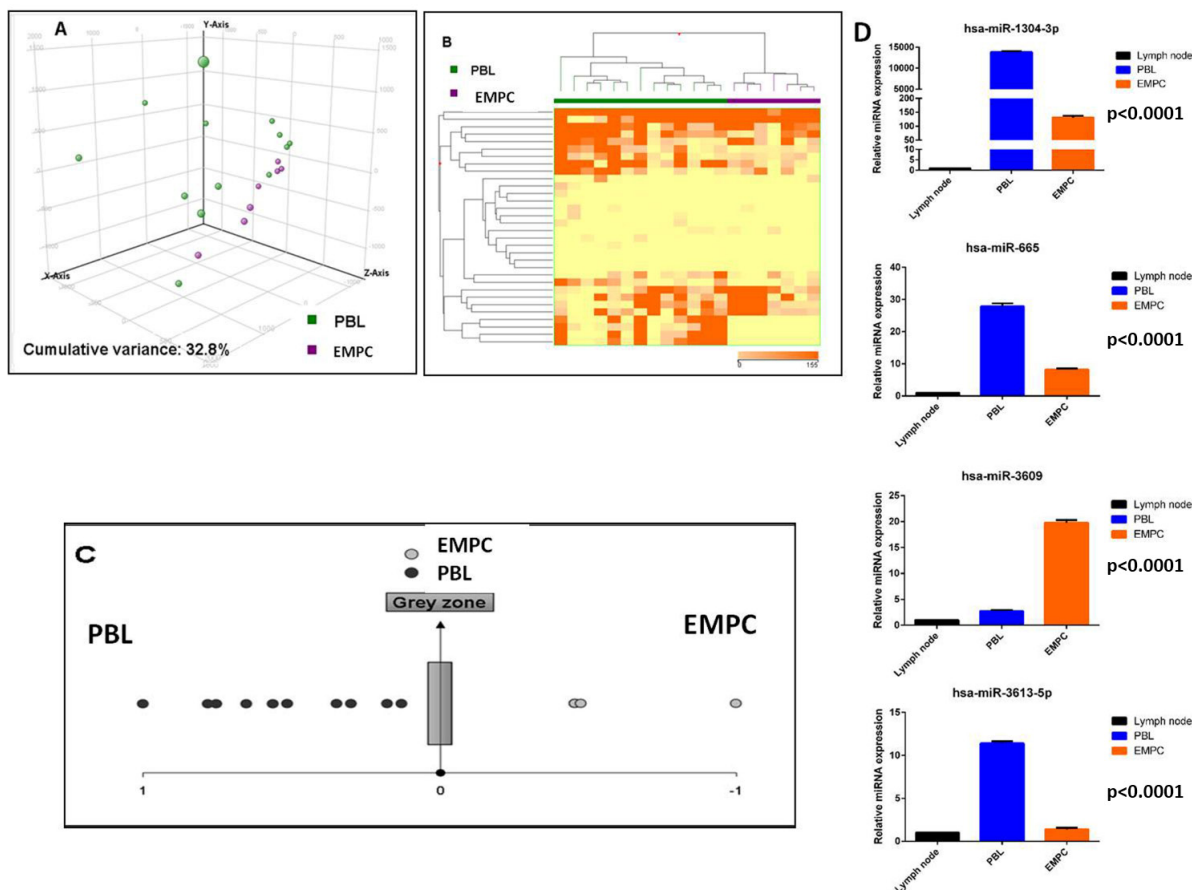 A
Y-Axis
X-Axis
Z-Axis
PBL
EMPC
Cumulative variance: 32.8%
B
PBL
EMPC
0
155
C
EMPC
PBL
Grey zone
PBL
EMPC
1
0
-1
D
hsa-miR-1304-3p
Relative miRNA expression
15000
10000
5000
200
150
100
50
10
5
0
Lymph node
PBL
EMPC
Lymph node
PBL
EMPC
p<0.0001
hsa-miR-665
Relative miRNA expression
40
30
20
10
0
Lymph node
PBL
EMPC
Lymph node
PBL
EMPC
p<0.0001
hsa-miR-3609
Relative miRNA expression
25
20
15
10
5
0
Lymph node
PBL
EMPC
Lymph node
PBL
EMPC
p<0.0001
hsa-miR-3613-5p
Relative miRNA expression
15
10
5
0
Lymph node
PBL
EMPC
Lymph node
PBL
EMPC
p<0.0001